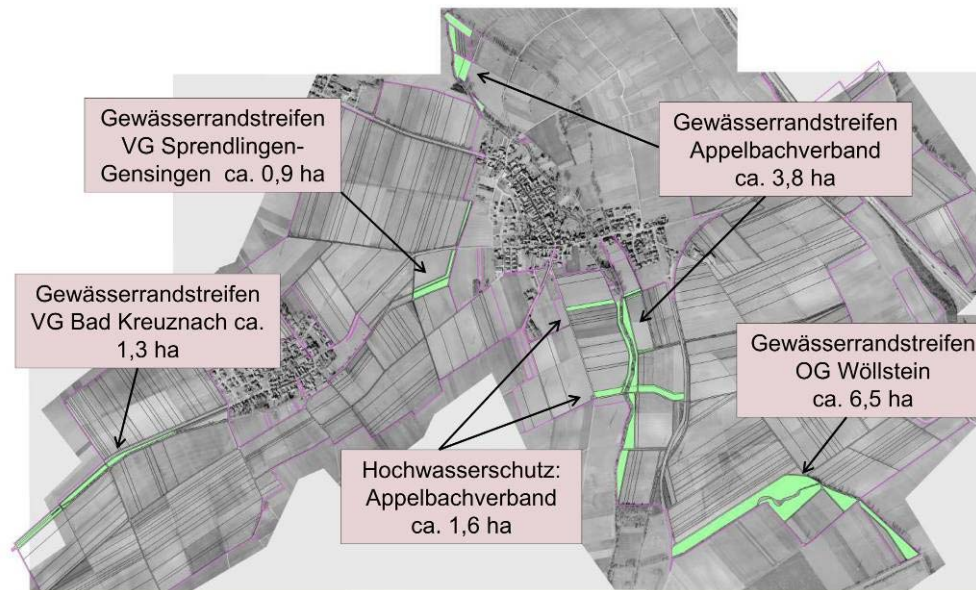 Gewässerrandstreifen
VG Sprendlingen-
Gensingen ca. 0,9 ha
Gewässerrandstreifen
Appelbachverband
ca. 3,8 ha
Gewässerrandstreifen
VG Bad Kreuznach ca.
1,3 ha
Gewässerrandstreifen
OG Wöllstein
ca. 6,5 ha
Hochwasserschutz:
Appelbachverband
ca. 1,6 ha